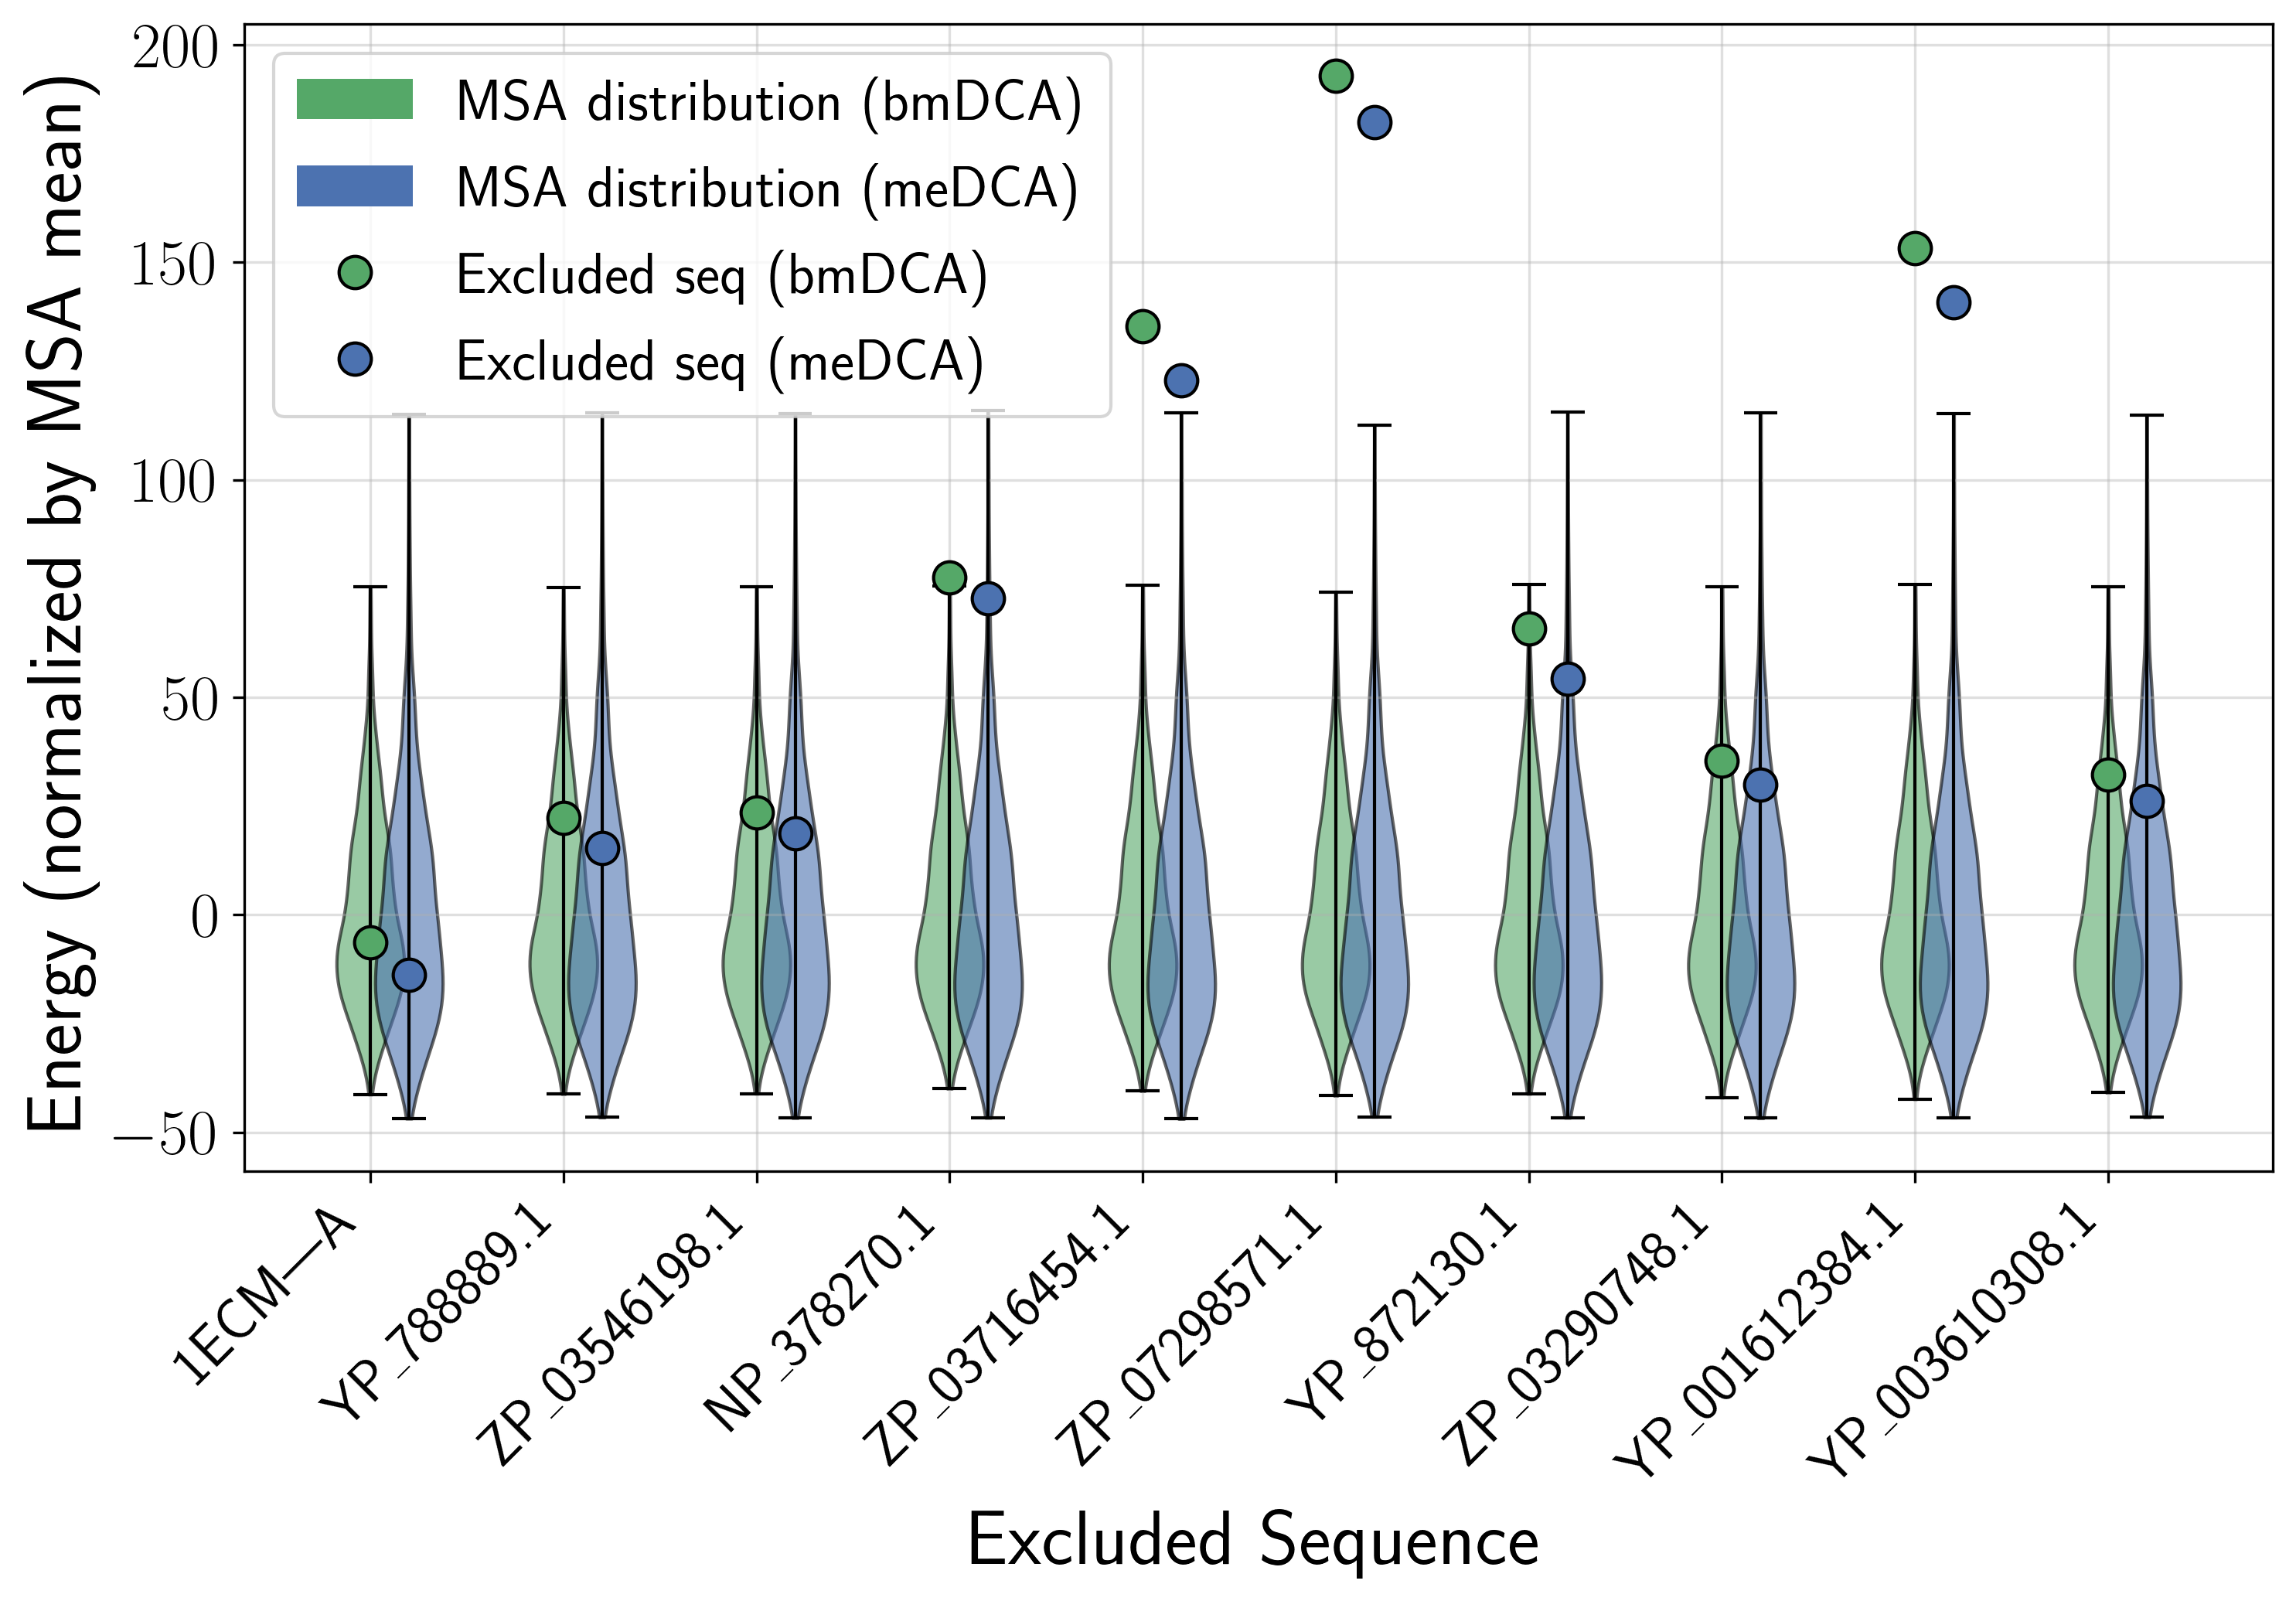 Energy (normalized by MSA mean)
200
150
100
50
0
−50
MSA distribution (bmDCA)
MSA distribution (meDCA)
Excluded seq (bmDCA)
Excluded seq (meDCA)
1ECM—A
YP_788889.1
ZP_03546198.1
NP_378270.1
ZP_03716454.1
ZP_07298571.1
YP_872130.1
ZP_03290748.1
YP_001612384.1
YP_003610308.1
Excluded Sequence